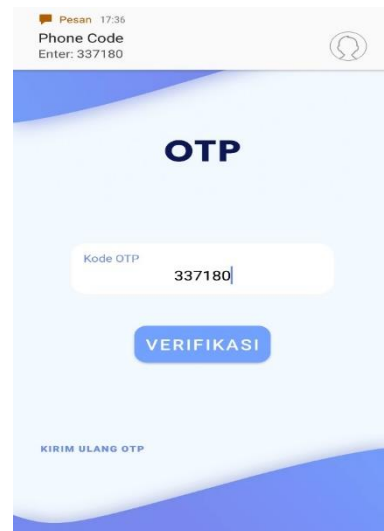 Pesan 17:36
Phone Code
Enter: 337180
OTP
Kode OTP
337180
VERIFIKASI
KIRIM ULANG OTP